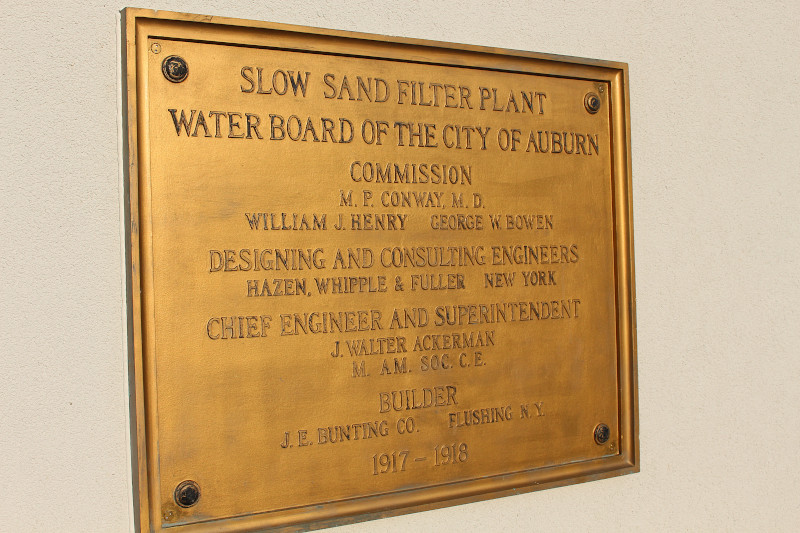 SLOW SAND FILTER PLANT
WATER BOARD OF THE CITY OF AUBURN
COMMISSION
M. P. CONWAY, M. D.
WILLIAM J. HENRY GEORGE W. BOWEN
DESIGNING AND CONSULTING ENGINEERS
HAZEN, WHIPPLE & FULLER NEW YORK
CHIEF ENGINEER AND SUPERINTENDENT
J. WALTER ACKERMAN
M. AM. SOC. C. E.
BUILDER
J. E. BUNTING CO. FLUSHING N. Y.
1917 - 1918